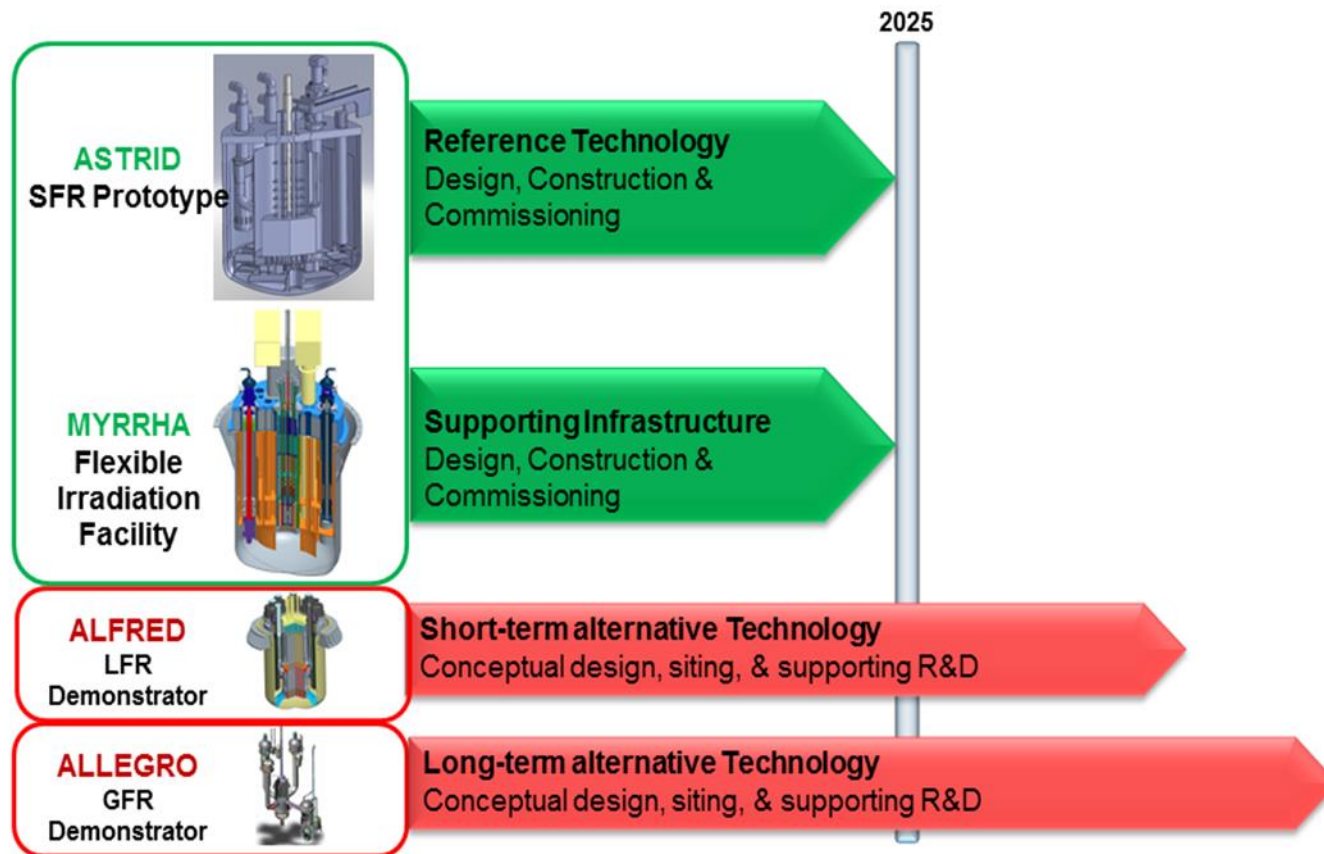 2025
ASTRID
SFR Prototype
Reference Technology
Design, Construction &
Commissioning
MYRRHA
Flexible
Irradiation
Facility
Supporting Infrastructure
Design, Construction &
Commissioning
ALFRED
LFR
Demonstrator
Short-term alternative Technology
Conceptual design, siting, & supporting R&D
ALLEGRO
GFR
Demonstrator
Long-term alternative Technology
Conceptual design, siting, & supporting R&D